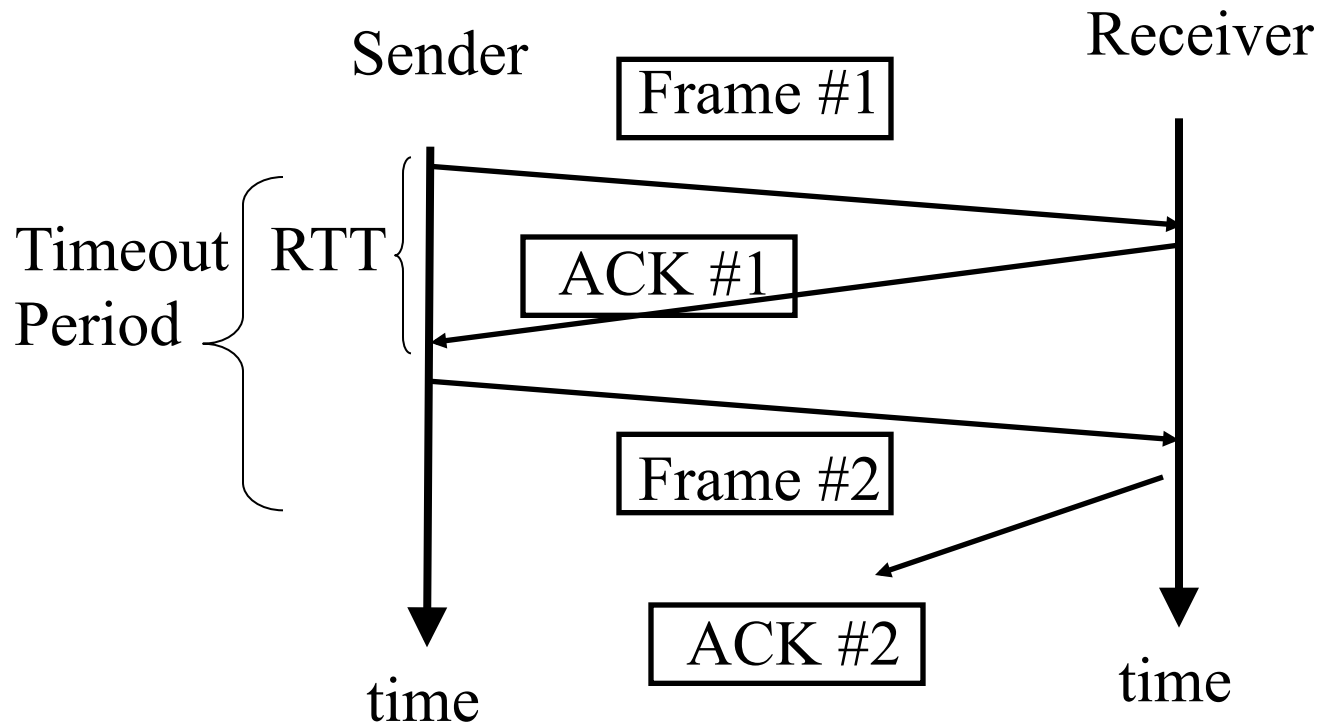 Sender
Receiver
Frame #1
Timeout
Period
RTT
ACK #1
Frame #2
ACK #2
time
time